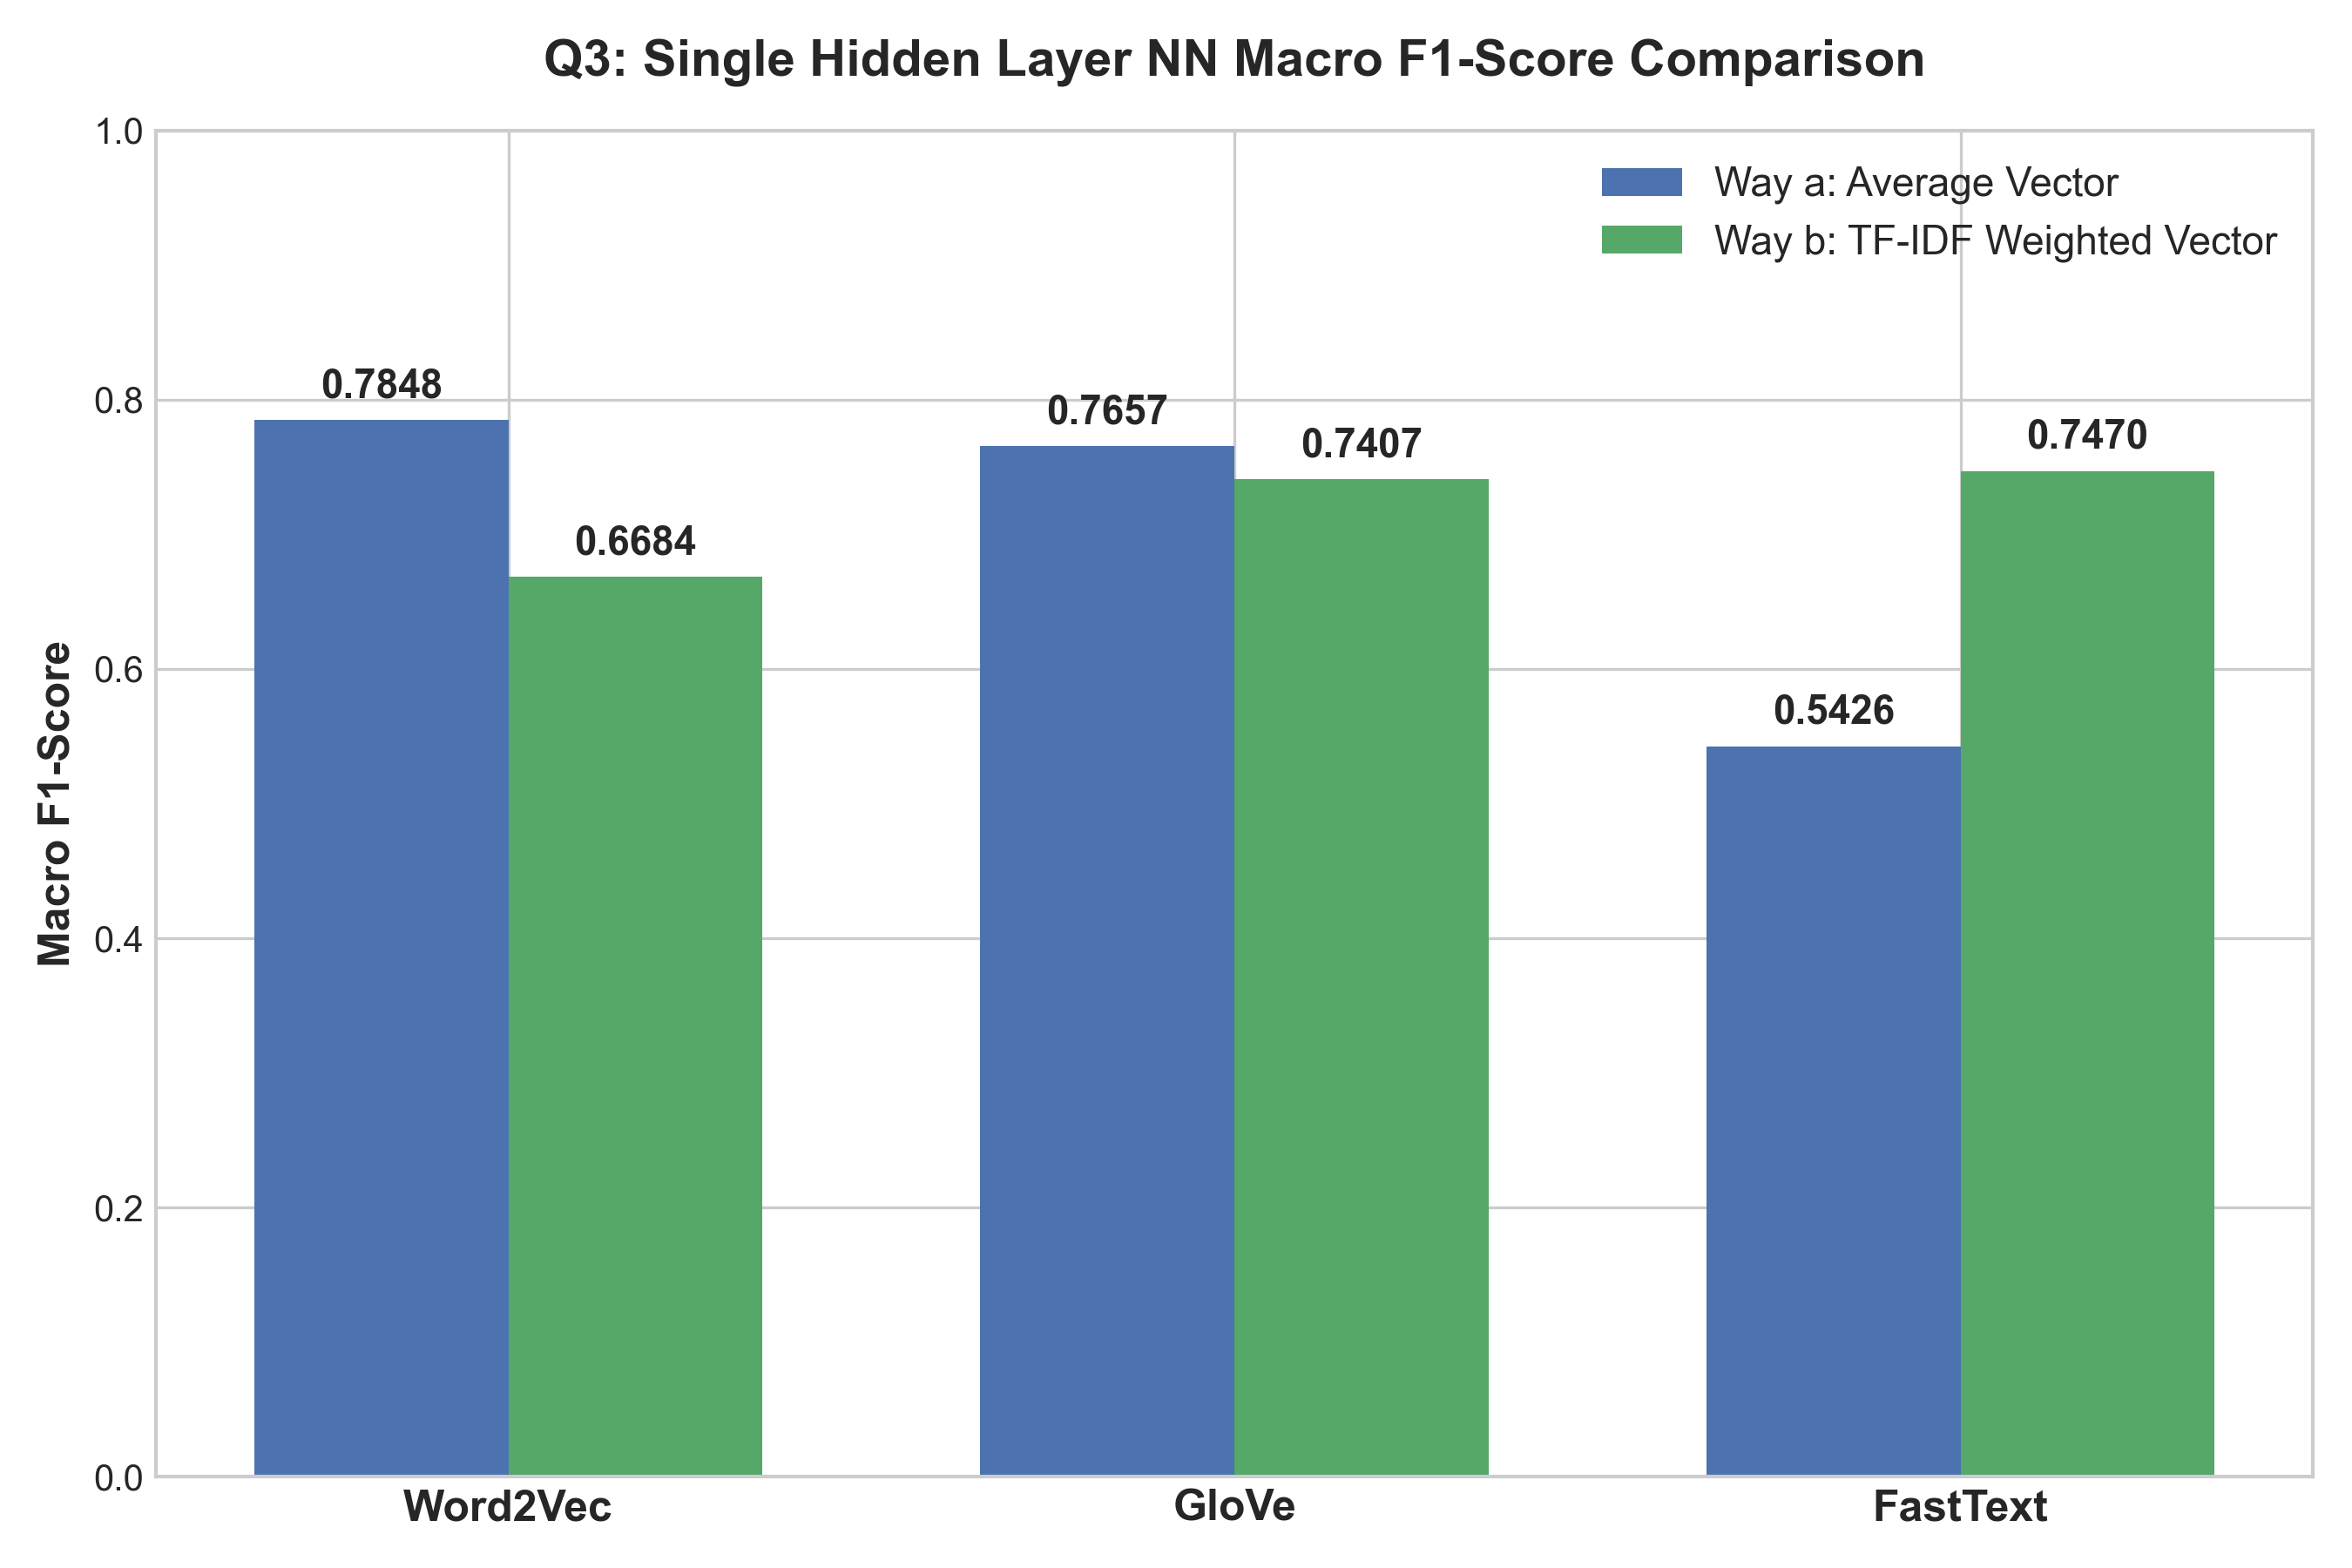 Q3: Single Hidden Layer NN Macro F1-Score Comparison
1.0
Way a: Average Vector
Way b: TF-IDF Weighted Vector
0.7848
0.8
0.7657
0.7407
0.7470
0.6684
0.6
0.5426
Macro F1-Score
0.4
0.2
0.0
Word2Vec
GloVe
FastText